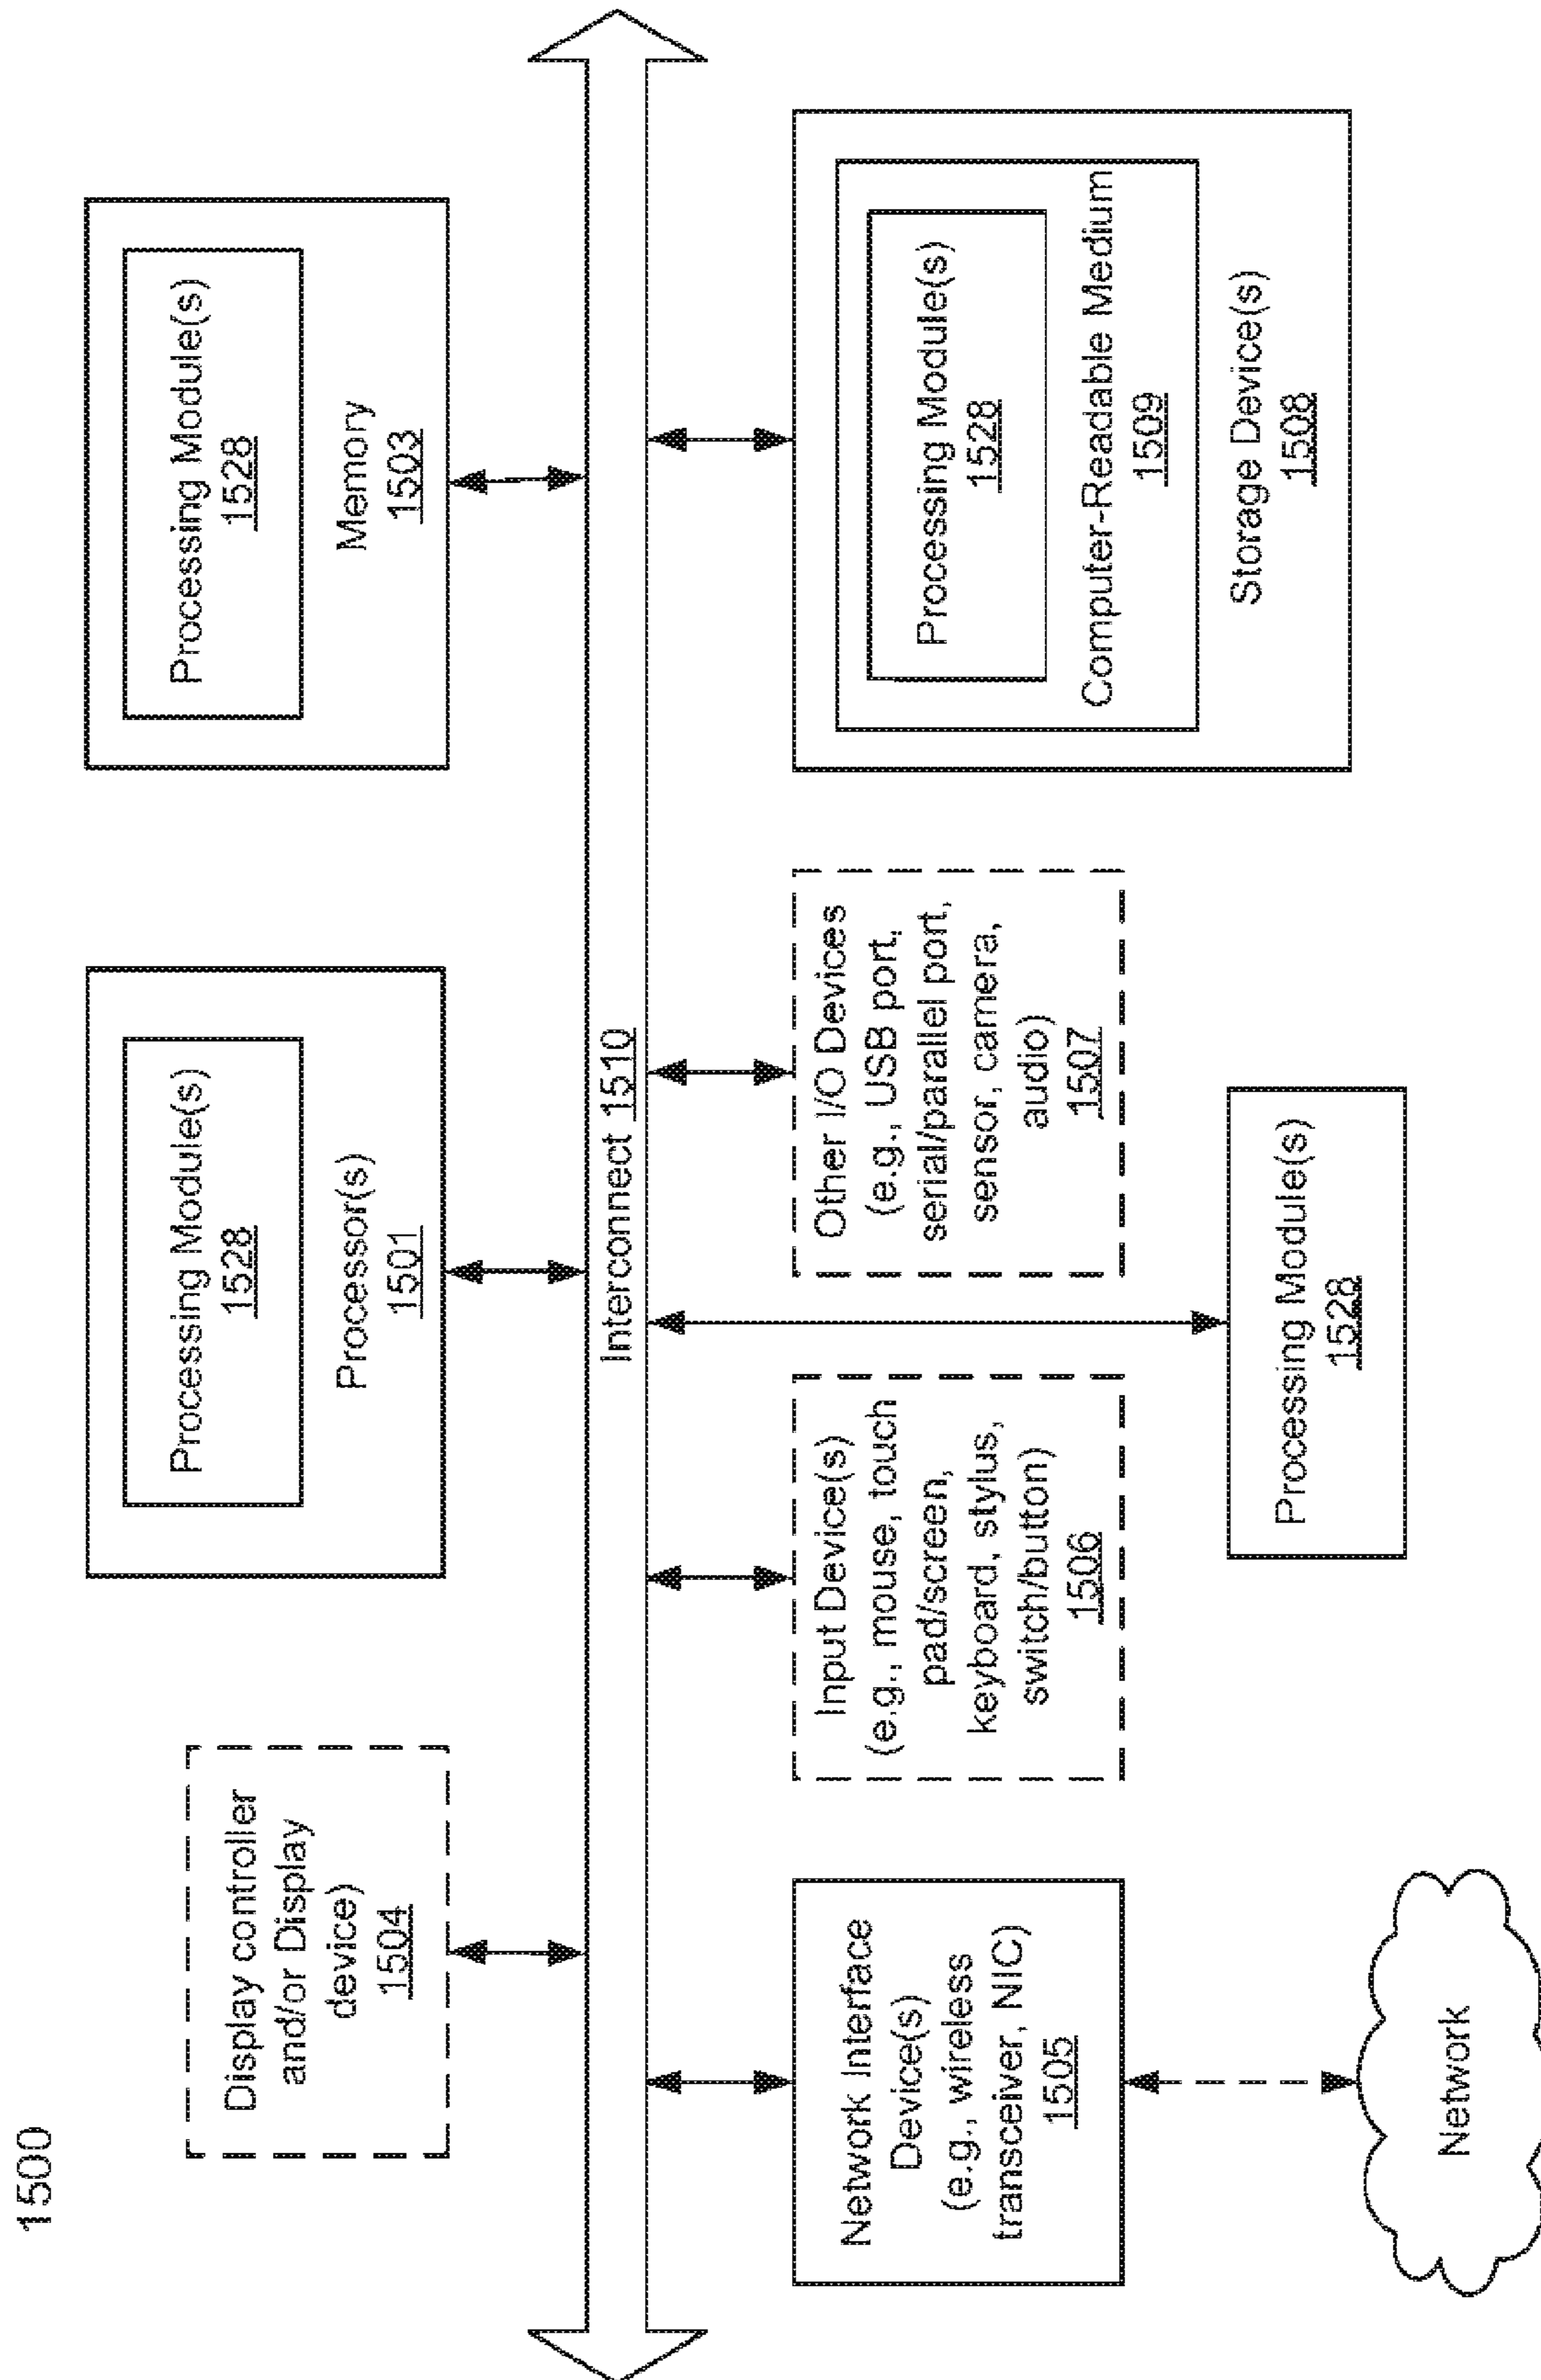 1500
Display controller
and/or Display
device)
1504
Processing Module(s)
1528
Processor(s)
1501
Processing Module(s)
1528
Memory
1503
Interconnect 1510
Network Interface
Device(s)
(e.g., wireless
transceiver, NIC)
1505
Input Device(s)
(e.g., mouse, touch
pad/screen,
keyboard, stylus,
switch/button)
1506
Other I/O Devices
(e.g., USB port,
serial/parallel port,
sensor, camera,
audio)
1507
Processing Module(s)
1528
Computer-Readable Medium
1509
Storage Device(s)
1508
Processing Module(s)
1528
Network